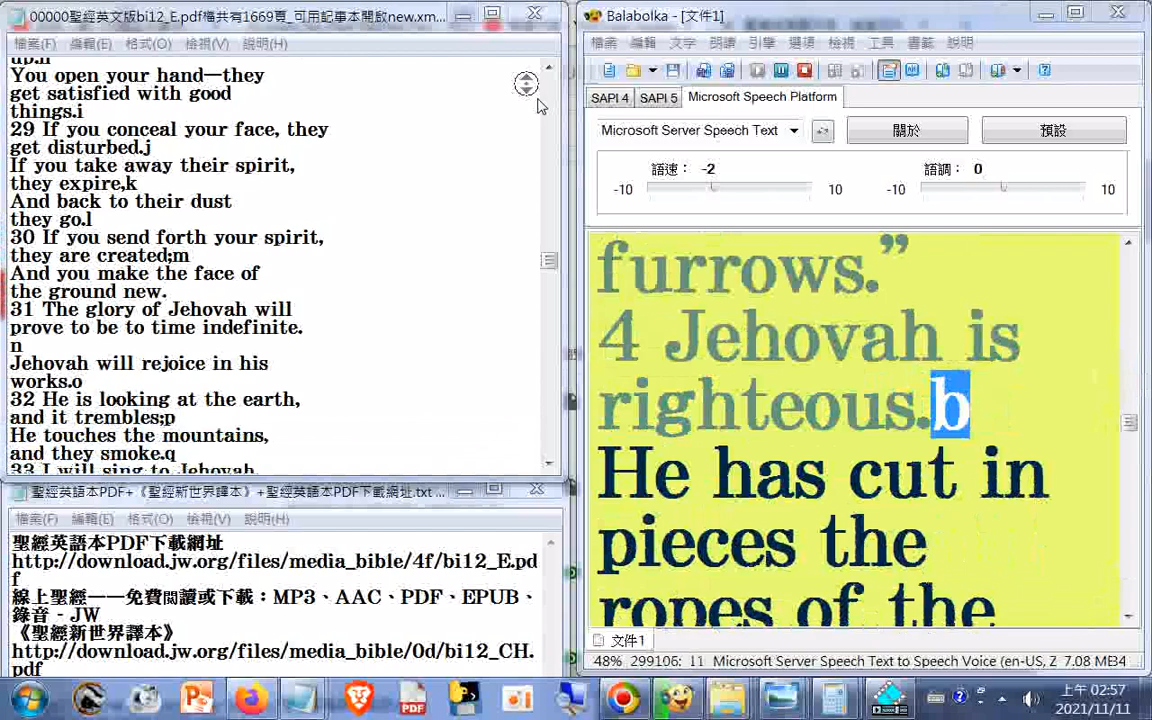 00000聖經英文版bi12_E.pdf檔共有1669頁_可用記事本開啟new.xm...
檔案(F) 編輯(E) 格式(O) 檢視(V) 說明(H)
up.h
You open your hand—they
get satisfied with good
things.i
29 If you conceal your face, they
get disturbed.j
If you take away their spirit,
they expire,k
And back to their dust
they go.l
30 If you send forth your spirit,
they are created;m
And you make the face of
the ground new.
31 The glory of Jehovah will
prove to be to time indefinite.
n
Jehovah will rejoice in his
works.o
32 He is looking at the earth,
and it trembles;p
He touches the mountains,
and they smoke.q
33 I will sing to Jehovah
聖經英語本PDF+《聖經新世界譯本》+聖經英語本PDF下載網址.txt ...
檔案(F) 編輯(E) 格式(O) 檢視(V) 說明(H)
聖經英語本PDF下載網址
http://download.jw.org/files/media_bible/4f/bi12_E.pd
f
線上聖經——免費閱讀或下載：MP3、AAC、PDF、EPUB、
錄音 - JW
《聖經新世界譯本》
http://download.jw.org/files/media_bible/0d/bi12_CH.
pdf
Balabolka - [文件1]
檔案 編輯 文字 朗讀 引擎 選項 檢視 工具 書籤 說明
SAPI 4 SAPI 5 Microsoft Speech Platform
Microsoft Server Speech Text 關於 預設
語速： -2 語調： 0
-10 10 -10 10
furrows.”
4 Jehovah is
righteous.b
He has cut in
pieces the
ropes of the
文件1
48% 299106: 11 Microsoft Server Speech Text to Speech Voice (en-US, Z 7.08 MB34
上午 02:57
2021/11/11